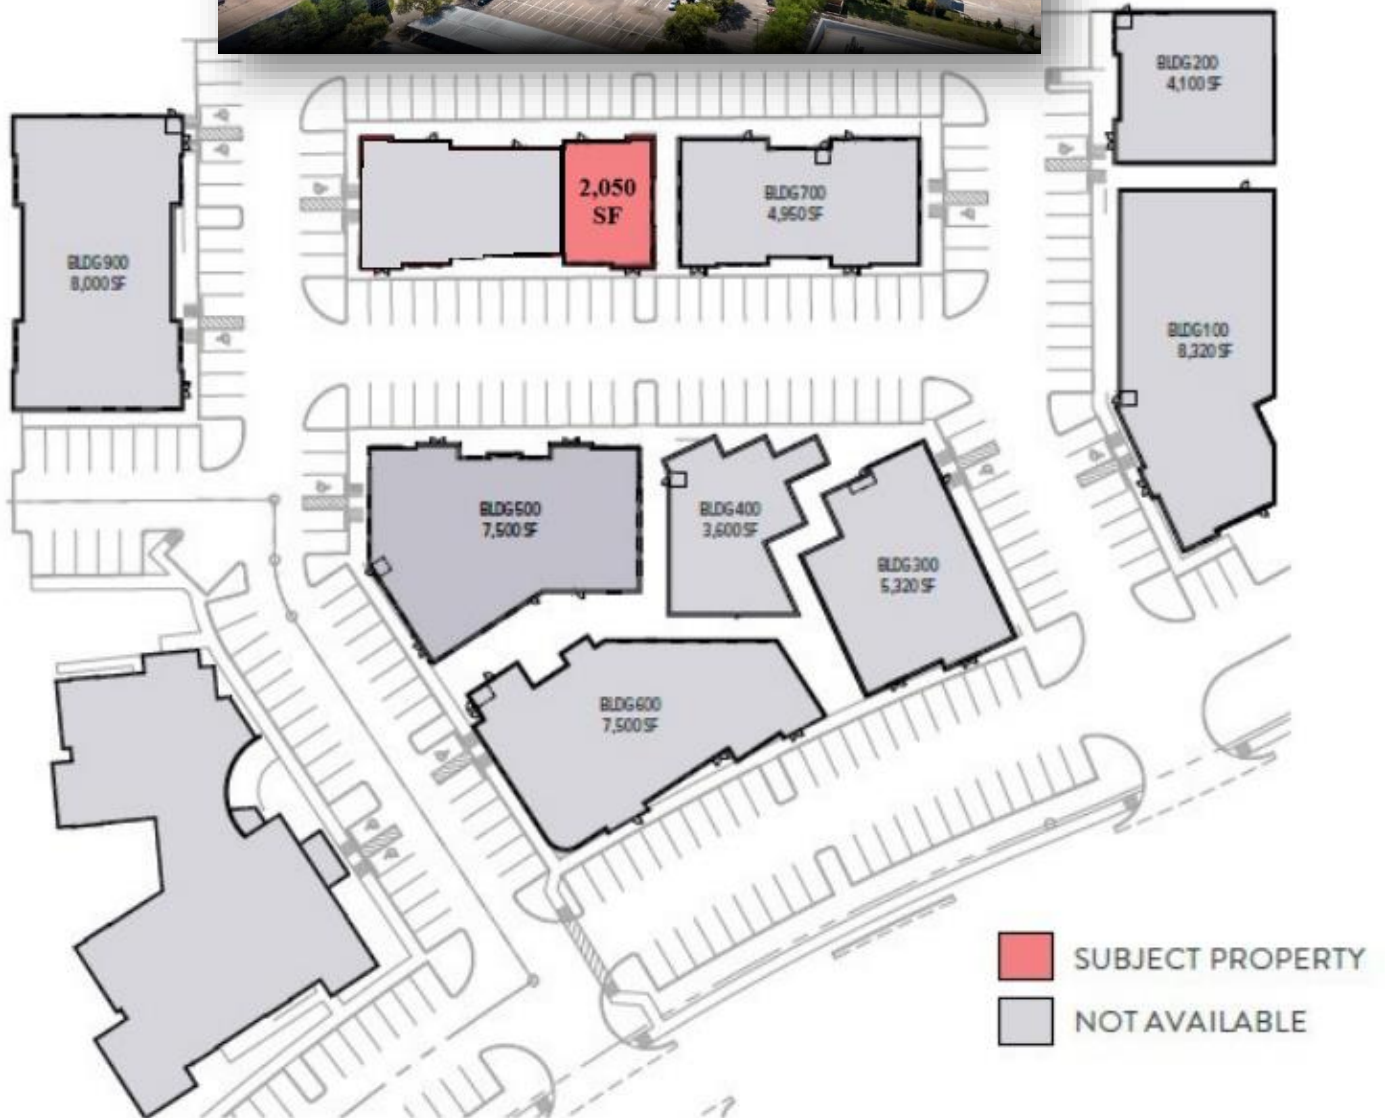 BLDG 200
4,100 SF
2,050
SF
BLDG 700
4,950 SF
BLDG 900
8,000 SF
BLDG 100
8,320 SF
BLDG 500
7,500 SF
BLDG 400
3,600 SF
BLDG 300
5,320 SF
BLDG 600
7,500 SF
SUBJECT PROPERTY
NOT AVAILABLE